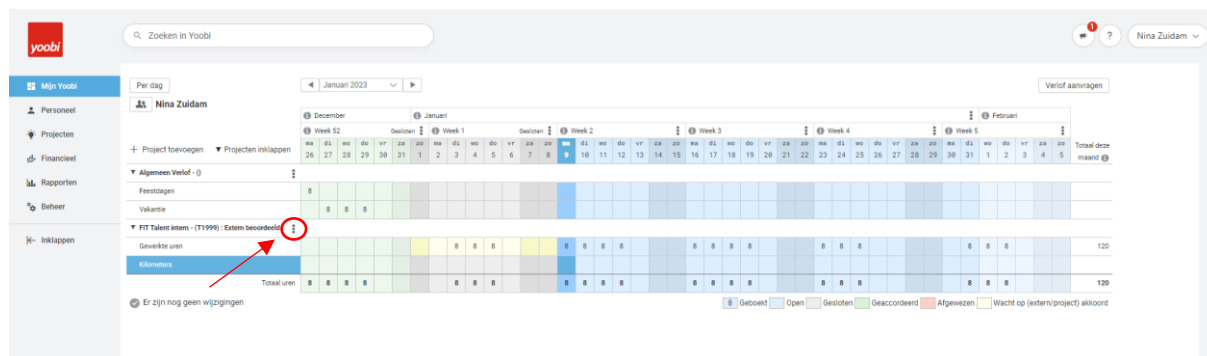 yoobi
Zoeken in Yoobi
1
?
Nina Zuidam
Mijn Yoobi
Personeel
Projecten
Financieel
Rapporten
Beheer
Inklappen
Per dag
Januari 2023
Verlof aanvragen
Nina Zuidam
December Januari Februari
Week 52 Gesloten Week 1 Gesloten Week 2 Week 3 Week 4 Week 5
+ Project toevoegen ▼ Projecten inklappen
ma di wo do vr za zo ma di wo do vr za zo ma di wo do vr za zo ma di wo do vr za zo ma di wo do vr za zo ma di wo do vr za zo
26 27 28 29 30 31 1 2 3 4 5 6 7 8 9 10 11 12 13 14 15 16 17 18 19 20 21 22 23 24 25 26 27 28 29 30 31 1 2 3 4 5
Totaal deze
maand
▼ Algemeen Verlof - ()
Feestdagen 8
Vakantie 8 8 8
▼ FIT Talent intern - (T1999) : Extern beoordeeld
Gewerkte uren 8 8 8 8 8 8 8 8 8 8 8 8 8 8 8 8 8 120
Kilometers
Totaal uren 8 8 8 8 8 8 8 8 8 8 8 8 8 8 8 8 8 8 8 8 8 120
Er zijn nog geen wijzigingen
8 Geboekt Open Gesloten Geaccordeerd Afgewezen Wacht op (extern/project) akkoord